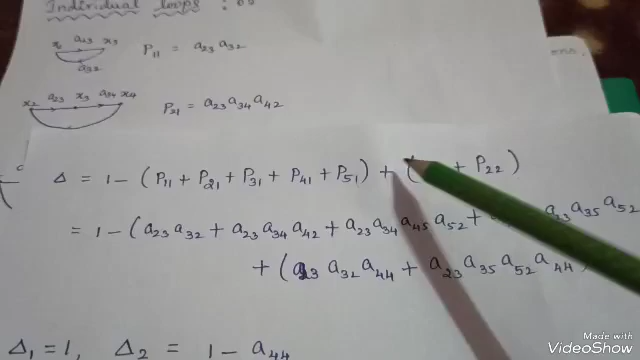 Individual loops :
x2 a23 x3
a32
P11 = a23 a32
ons.
x2 a23 x3 a34 x4
P21 = a23 a34 a42
Δ = 1 - (P11 + P21 + P31 + P41 + P51) + ( + P22)
= 1 - (a23 a32 + a23 a34 a42 + a23 a34 a45 a52 + a23 a35 a52
+ (a23 a32 a44 + a23 a35 a52 a44)
Δ1 = 1, Δ2 = 1 - a44
Made with
VideoShow